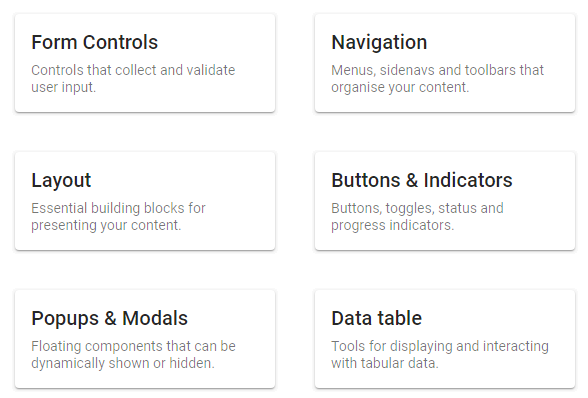 Form Controls
Controls that collect and validate
user input.
Navigation
Menus, sidenavs and toolbars that
organise your content.
Layout
Essential building blocks for
presenting your content.
Buttons & Indicators
Buttons, toggles, status and
progress indicators.
Popups & Modals
Floating components that can be
dynamically shown or hidden.
Data table
Tools for displaying and interacting
with tabular data.